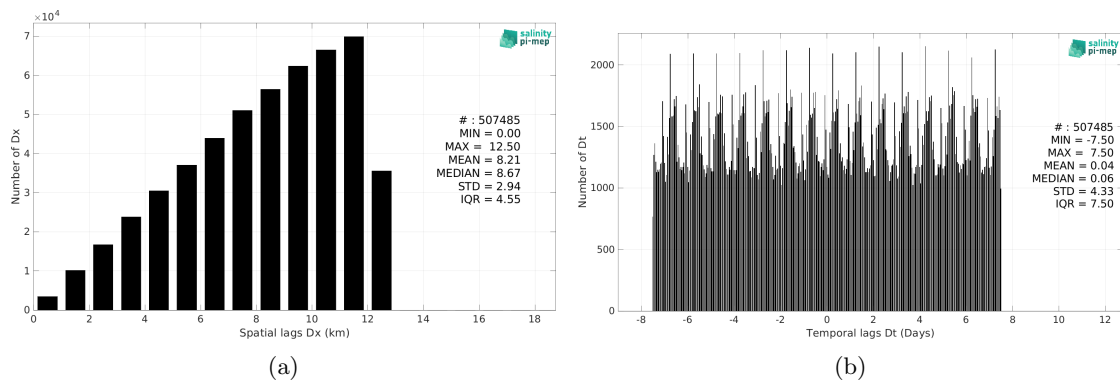 ×10⁴
7
6
5
4
3
2
1
0
Number of Dx
0 2 4 6 8 10 12 14 16 18
Spatial lags Dx (km)
salinity
pi-mep
# : 507485
MIN = 0.00
MAX = 12.50
MEAN = 8.21
MEDIAN = 8.67
STD = 2.94
IQR = 4.55
(a)
2000
1500
1000
500
0
Number of Dt
-8 -6 -4 -2 0 2 4 6 8 10 12
Temporal lags Dt (Days)
salinity
pi-mep
# : 507485
MIN = -7.50
MAX = 7.50
MEAN = 0.04
MEDIAN = 0.06
STD = 4.33
IQR = 7.50
(b)